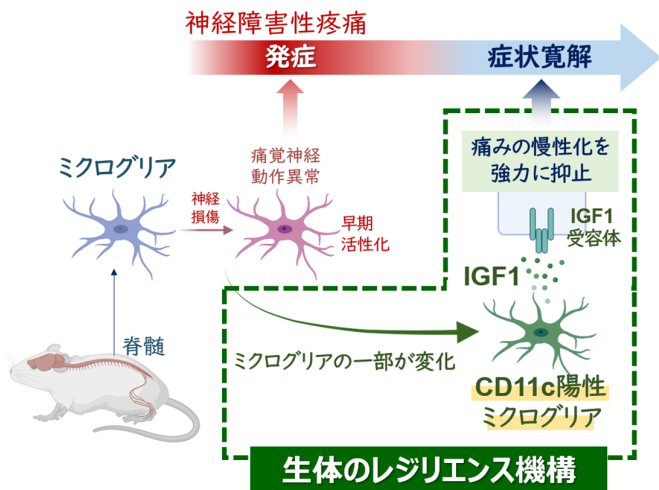 神経障害性疼痛
発症
症状寛解
痛みの慢性化を
強力に抑止
痛覚神経
動作異常
ミクログリア
神経
損傷
早期
活性化
IGF1
受容体
IGF1
脊髄
ミクログリアの一部が変化
CD11c陽性
ミクログリア
生体のレジリエンス機構